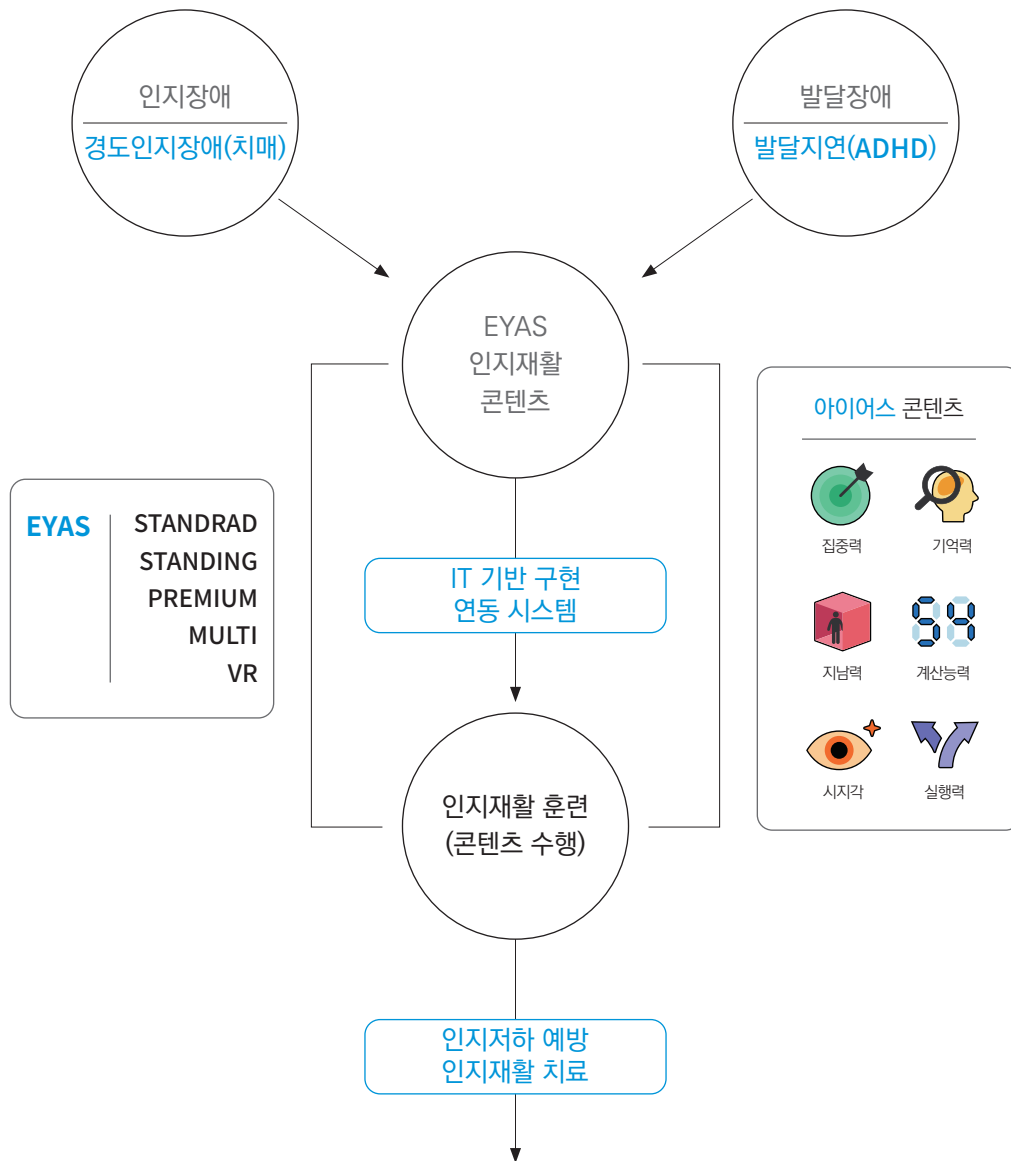 인지장애
경도인지장애(치매)
발달장애
발달지연(ADHD)
EYAS
인지재활
콘텐츠
아이어스 콘텐츠
집중력
기억력
지남력
54
계산능력
시지각
실행력
EYAS
STANDRAD
STANDING
PREMIUM
MULTI
VR
IT 기반 구현
연동 시스템
인지재활 훈련
(콘텐츠 수행)
인지저하 예방
인지재활 치료